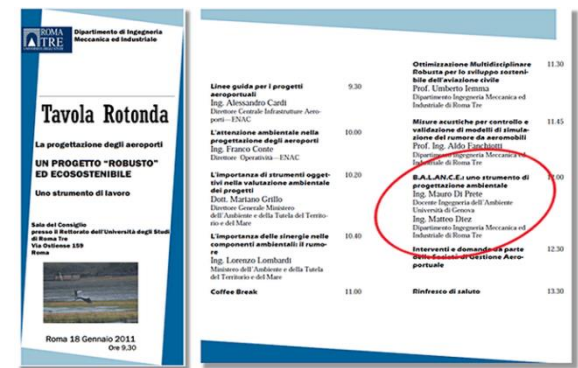 ROMA
TRE
UNIVERSITÀ DEGLI STUDI
Dipartimento di Ingegneria
Meccanica ed Industriale
Tavola Rotonda
La progettazione degli aeroporti
UN PROGETTO “ROBUSTO”
ED ECOSOSTENIBILE
Uno strumento di lavoro
Sala del Consiglio
presso il Rettorato dell'Università degli Studi
di Roma Tre
Via Ostiense 159
Roma
Roma 18 Gennaio 2011
Ore 9,30
Linee guida per i progetti 9.30
aeroportuali
Ing. Alessandro Cardi
Direttore Centrale Infrastrutture Aero-
porti—ENAC
L'attenzione ambientale nella 10.00
progettazione degli aeroporti
Ing. Franco Conte
Direttore Operatività—ENAC
L'importanza di strumenti ogget- 10.20
tivi nella valutazione ambientale
dei progetti
Dott. Mariano Grillo
Direttore Generale Ministero
dell'Ambiente e della Tutela del Territo-
rio e del Mare
L'importanza delle sinergie nelle 10.40
componenti ambientali: il rumo-
re
Ing. Lorenzo Lombardi
Ministero dell'Ambiente e della Tutela
del Territorio e del Mare
Coffee Break 11.00
Ottimizzazione Multidisciplinare 11.30
Robusta per lo sviluppo sosteni-
bile dell'aviazione civile
Prof. Umberto Iemma
Dipartimento Ingegneria Meccanica ed
Industriale di Roma Tre
Misure acustiche per controllo e 11.45
validazione di modelli di simula-
zione del rumore da aeromobili
Prof. Ing. Aldo Fanchiotti
Dipartimento Ingegneria Meccanica ed
Industriale di Roma Tre
B.A.L.AN.C.E.: uno strumento di 12.00
progettazione ambientale
Ing. Mauro Di Prete
Docente Ingegneria dell'Ambiente
Università di Genova
Ing. Matteo Diez
Dipartimento Ingegneria Meccanica ed
Industriale di Roma Tre
Interventi e domande da parte 12.30
delle Società di Gestione Aero-
portuale
Rinfresco di saluto 13.30